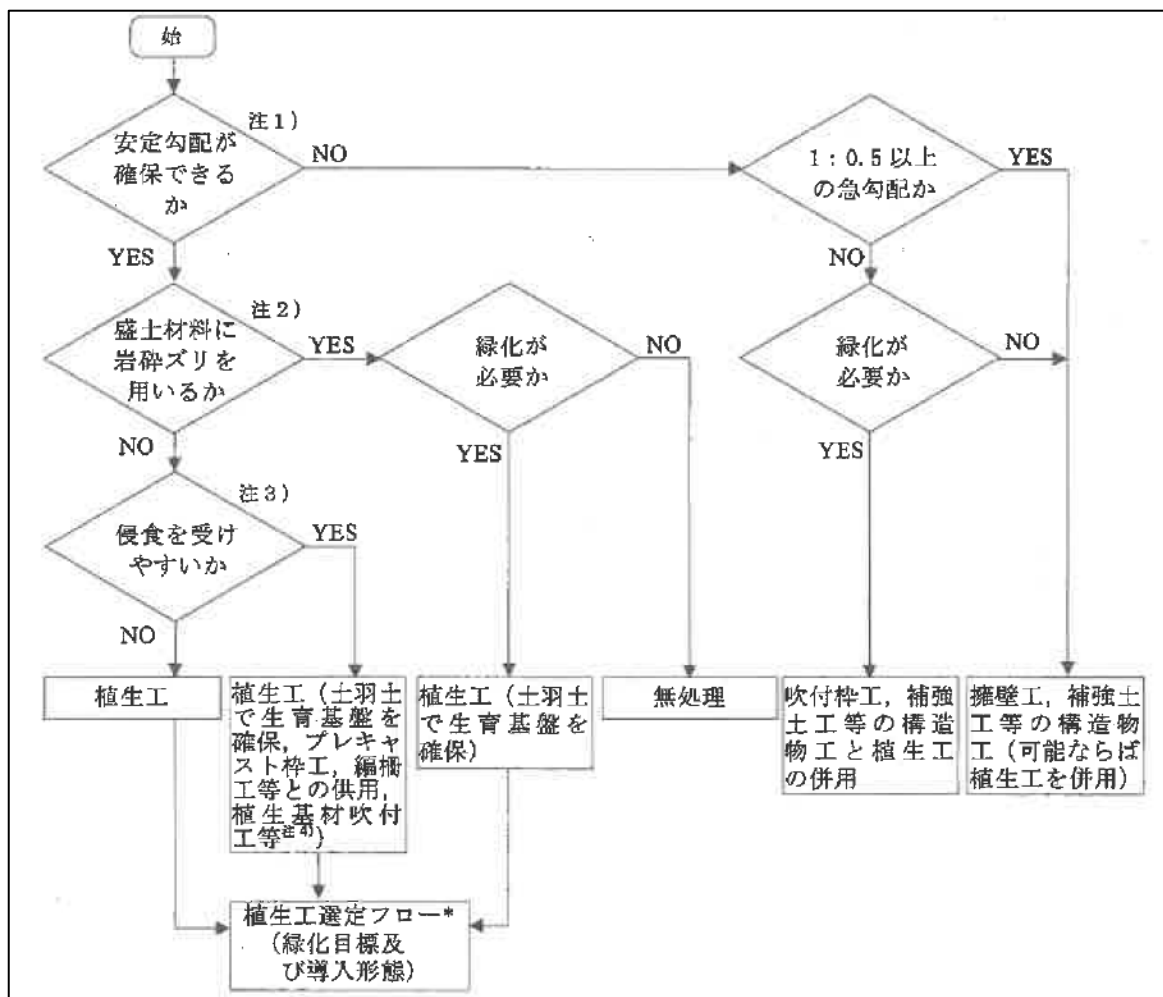 始
注1)
安定勾配が
確保できる
か
NO
YES
1:0.5以上
の急勾配か
YES
NO
注2)
盛土材料に
岩砕ズリを
用いるか
YES
NO
緑化が
必要か
NO
YES
緑化が
必要か
NO
YES
注3)
侵食を受け
やすいか
YES
NO
植生工
植生工(土羽土
で生育基盤を
確保,プレキャ
スト枠工,編柵
工等との供用,
植生基材吹付
工等注4))
植生工(土羽土
で生育基盤を
確保)
無処理
吹付枠工,補強
土工等の構造
物工と植生工
の併用
擁壁工,補強土
工等の構造物
工(可能ならば
植生工を併用)
植生工選定フロー*
(緑化目標及
び導入形態)